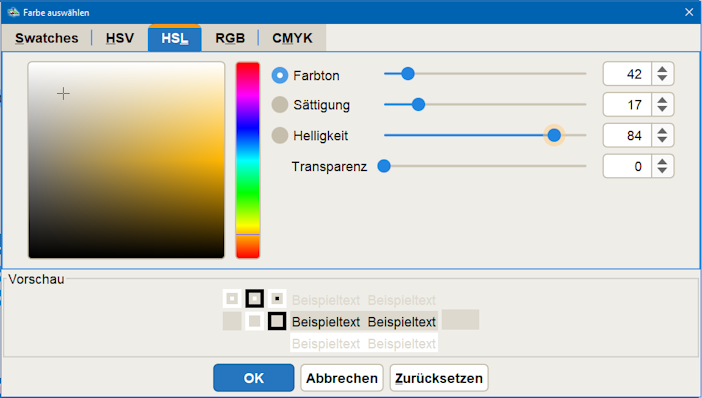 Farbe auswählen
Swatches HSV HSL RGB CMYK
Farbton 42
Sättigung 17
Helligkeit 84
Transparenz 0
Vorschau
Beispieltext Beispieltext
Beispieltext Beispieltext
Beispieltext Beispieltext
OK Abbrechen Zurücksetzen